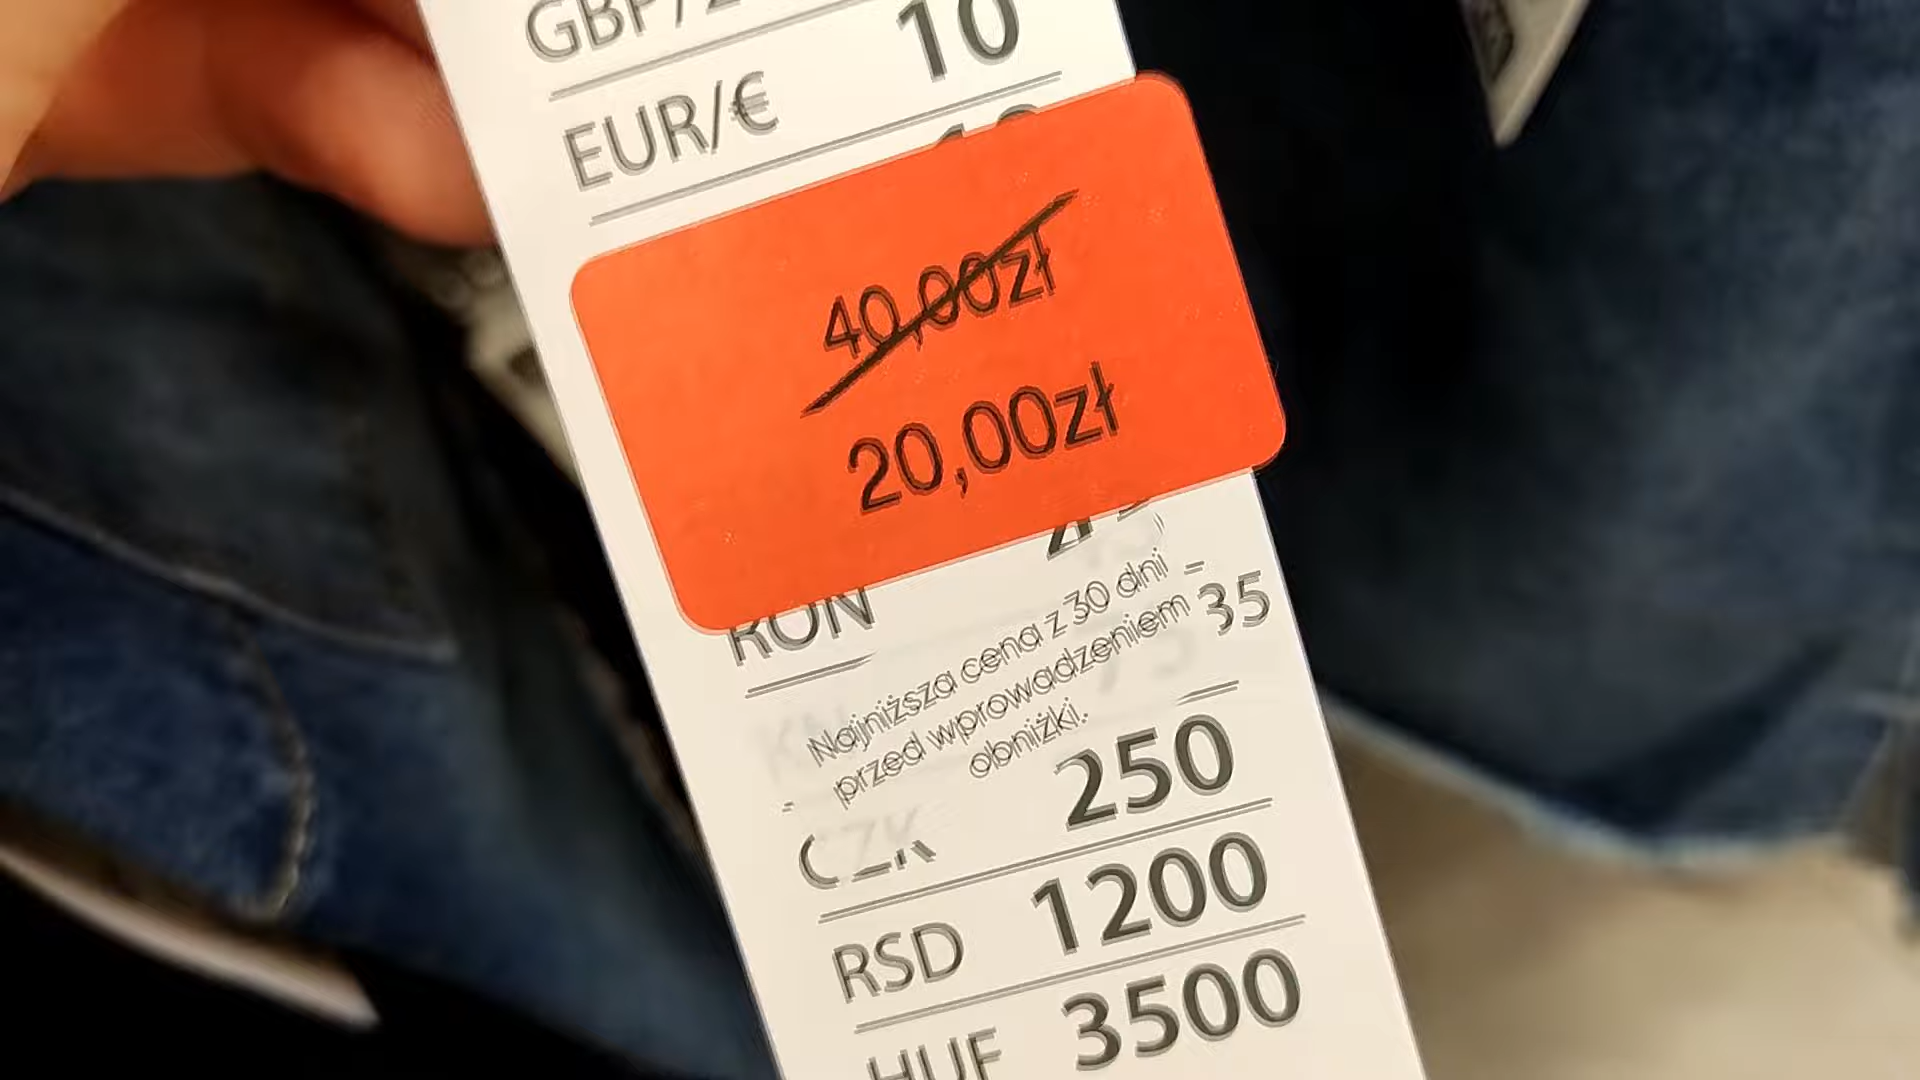 GBP/
10
EUR/€
40,00zł
20,00zł
RON
Najniższa cena z 30 dni
przed wprowadzeniem 35
obniżki.
CZK 250
RSD 1200
HUF 3500